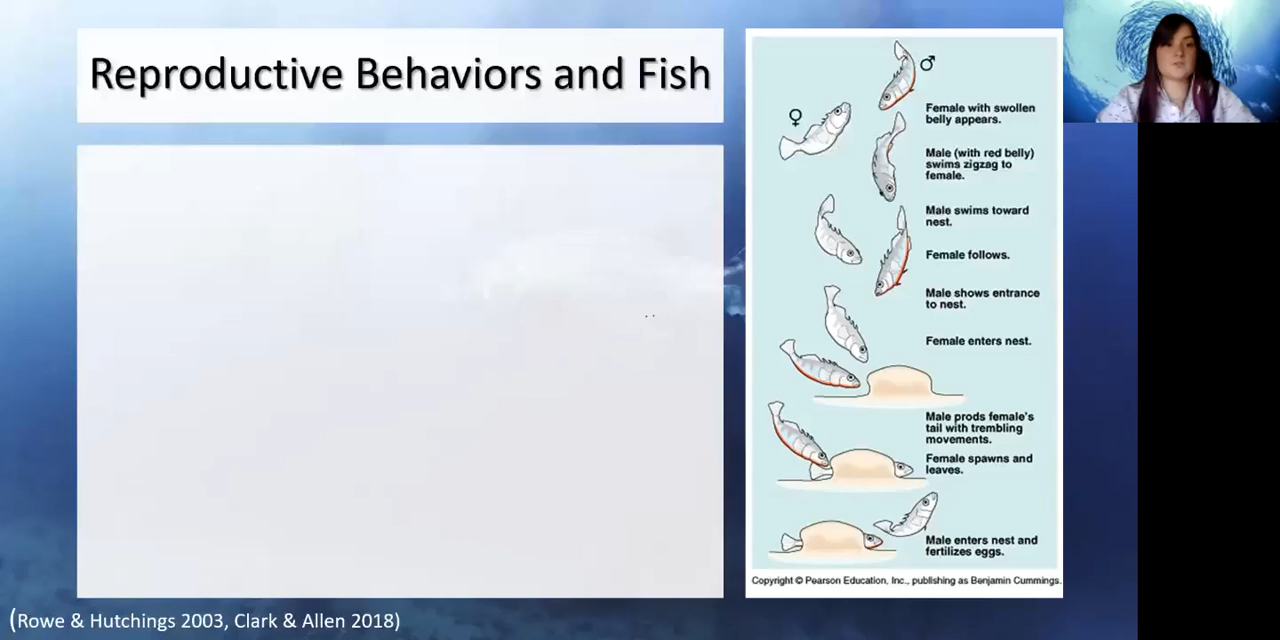 Reproductive Behaviors and Fish
♂
♀
Female with swollen
belly appears.
Male (with red belly)
swims zigzag to
female.
Male swims toward
nest.
Female follows.
Male shows entrance
to nest.
Female enters nest.
Male prods female's
tail with trembling
movements.
Female spawns and
leaves.
Male enters nest and
fertilizes eggs.
Copyright © Pearson Education, Inc., publishing as Benjamin Cummings.
(Rowe & Hutchings 2003, Clark & Allen 2018)